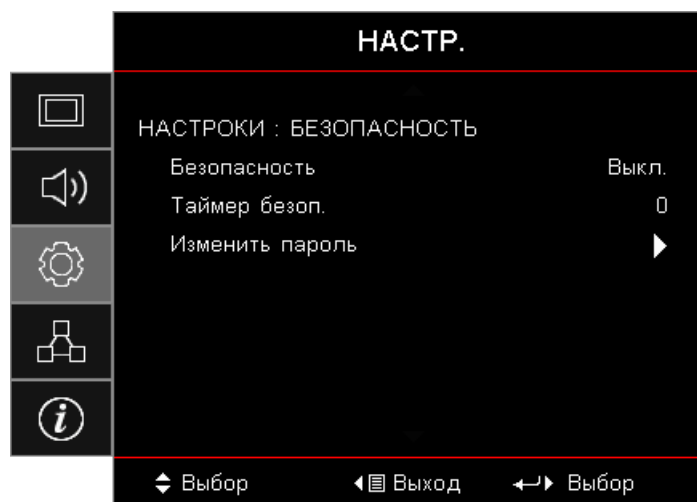 НАСТР.
НАСТРОКИ : БЕЗОПАСНОСТЬ
Безопасность Выкл.
Таймер безоп. 0
Изменить пароль
Выбор Выход Выбор